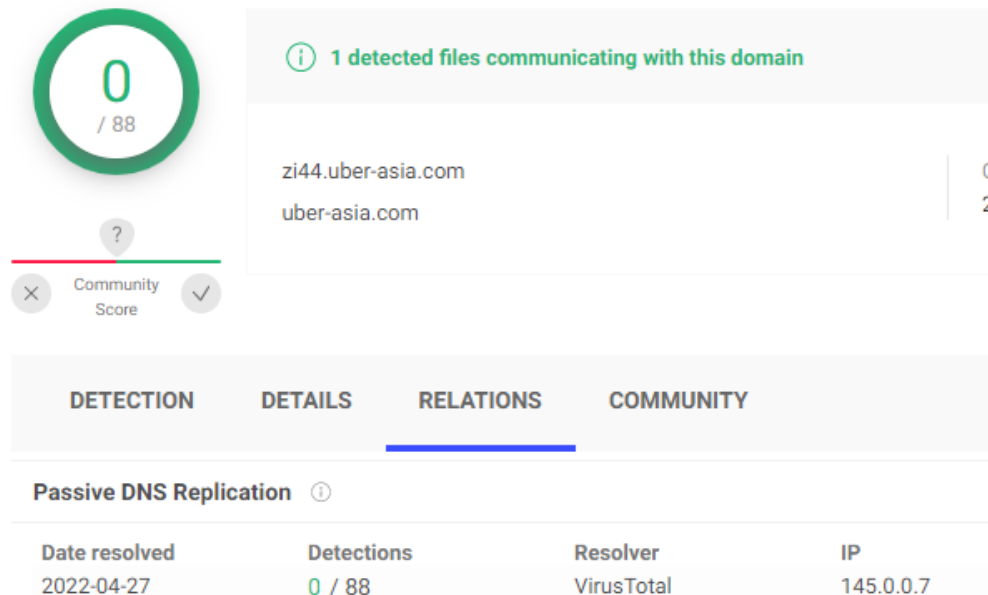 0
/ 88
1 detected files communicating with this domain
zi44.uber-asia.com
uber-asia.com
?
Community
Score
DETECTION DETAILS RELATIONS COMMUNITY
Passive DNS Replication
Date resolved Detections Resolver IP
2022-04-27 0 / 88 VirusTotal 145.0.0.7